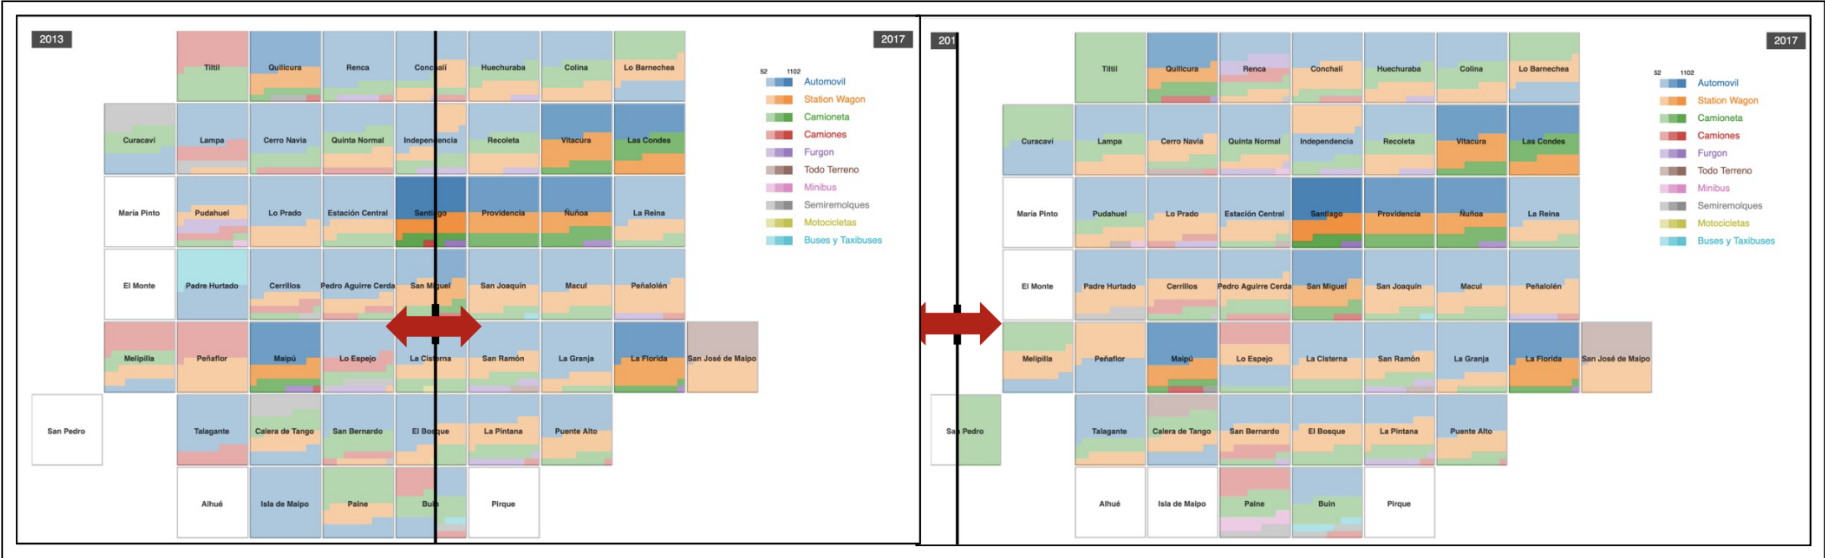 2013 2017
Tiltil Quilicura Renca Conchalí Huechuraba Colina Lo Barnechea
52 1102
Automovil
Station Wagon
Camioneta
Camiones
Furgon
Todo Terreno
Minibus
Semiremolques
Motocicletas
Buses y Taxibuses
Curacaví Lampa Cerro Navia Quinta Normal Independencia Recoleta Vitacura Las Condes
María Pinto Pudahuel Lo Prado Estación Central Santiago Providencia Ñuñoa La Reina
El Monte Padre Hurtado Cerrillos Pedro Aguirre Cerda San Miguel San Joaquín Macul Peñalolén
Melipilla Peñaflor Maipú Lo Espejo La Cisterna San Ramón La Granja La Florida San José de Maipo
San Pedro Talagante Calera de Tango San Bernardo El Bosque La Pintana Puente Alto
Alhué Isla de Maipo Paine Buin Pirque
201 2017
Tiltil Quilicura Renca Conchalí Huechuraba Colina Lo Barnechea
52 1102
Automovil
Station Wagon
Camioneta
Camiones
Furgon
Todo Terreno
Minibus
Semiremolques
Motocicletas
Buses y Taxibuses
Curacaví Lampa Cerro Navia Quinta Normal Independencia Recoleta Vitacura Las Condes
María Pinto Pudahuel Lo Prado Estación Central Santiago Providencia Ñuñoa La Reina
El Monte Padre Hurtado Cerrillos Pedro Aguirre Cerda San Miguel San Joaquín Macul Peñalolén
Melipilla Peñaflor Maipú Lo Espejo La Cisterna San Ramón La Granja La Florida San José de Maipo
San Pedro Talagante Calera de Tango San Bernardo El Bosque La Pintana Puente Alto
Alhué Isla de Maipo Paine Buin Pirque